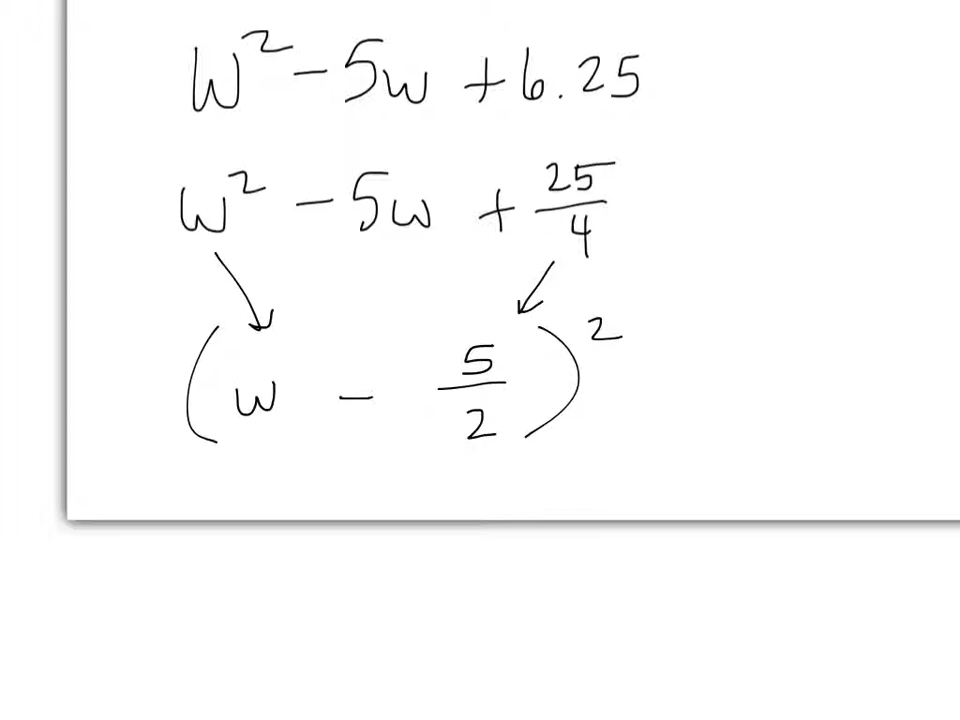 w² - 5w + 6.25
w² - 5w + 25/4
(w - 5/2)²